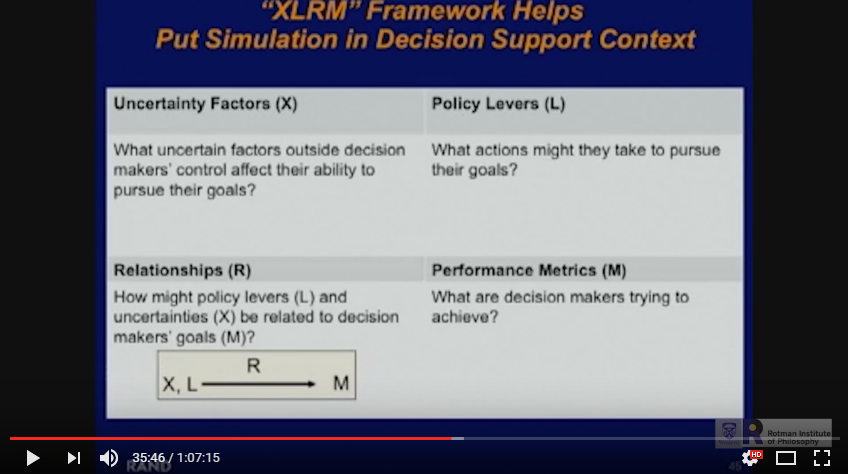 “XLRM” Framework Helps
Put Simulation in Decision Support Context
Uncertainty Factors (X)
Policy Levers (L)
What uncertain factors outside decision
makers’ control affect their ability to
pursue their goals?
What actions might they take to pursue
their goals?
Relationships (R)
Performance Metrics (M)
How might policy levers (L) and
uncertainties (X) be related to decision
makers’ goals (M)?
What are decision makers trying to
achieve?
R
X, L
M
Rotman Institute
of Philosophy
35:46 / 1:07:15
HD
RAND